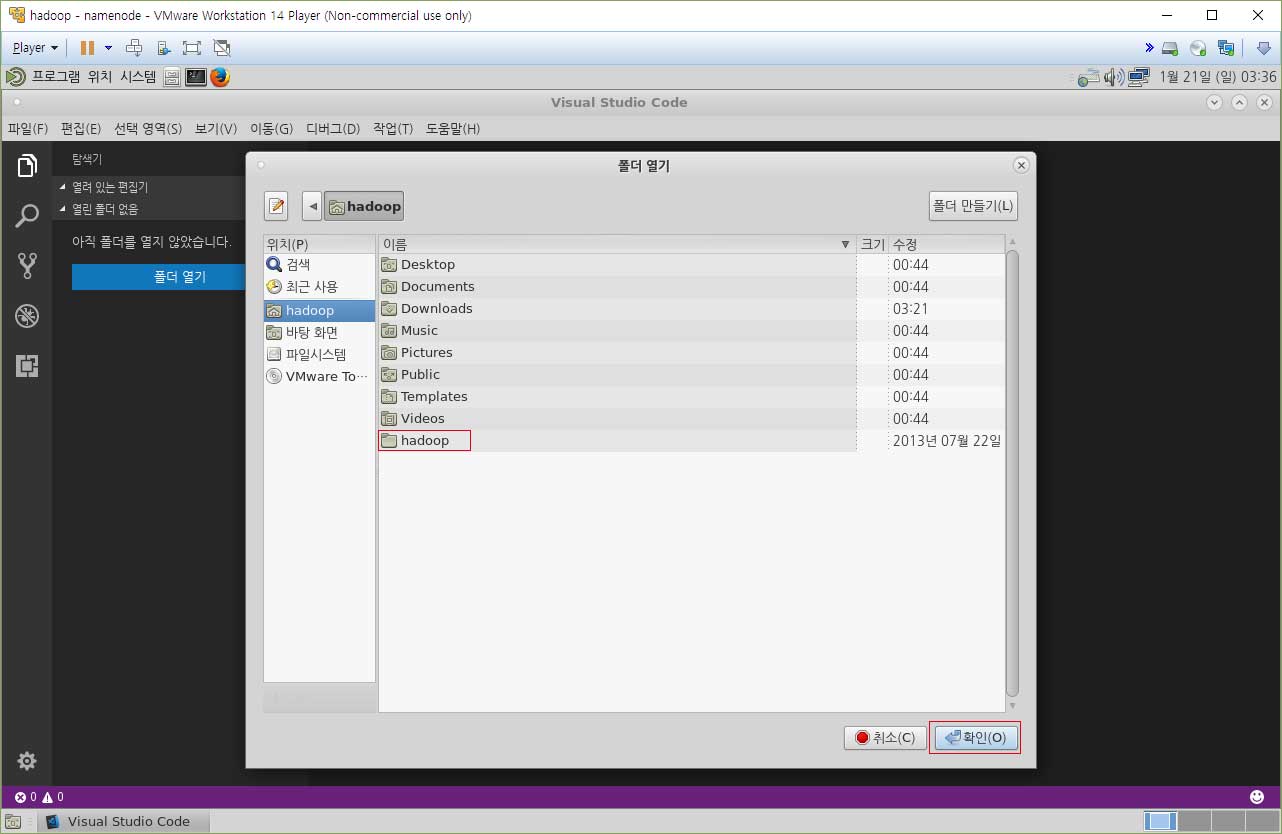 hadoop - namenode - VMware Workstation 14 Player (Non-commercial use only)
Player
프로그램 위치 시스템
1월 21일 (일) 03:36
Visual Studio Code
파일(F) 편집(E) 선택 영역(S) 보기(V) 이동(G) 디버그(D) 작업(T) 도움말(H)
탐색기
열려 있는 편집기
열린 폴더 없음
아직 폴더를 열지 않았습니다.
폴더 열기
폴더 열기
hadoop
폴더 만들기(L)
위치(P)
검색
최근 사용
hadoop
바탕 화면
파일시스템
VMware To···
이름 크기 수정
Desktop 00:44
Documents 00:44
Downloads 03:21
Music 00:44
Pictures 00:44
Public 00:44
Templates 00:44
Videos 00:44
hadoop 2013년 07월 22일
취소(C) 확인(O)
0 0
Visual Studio Code